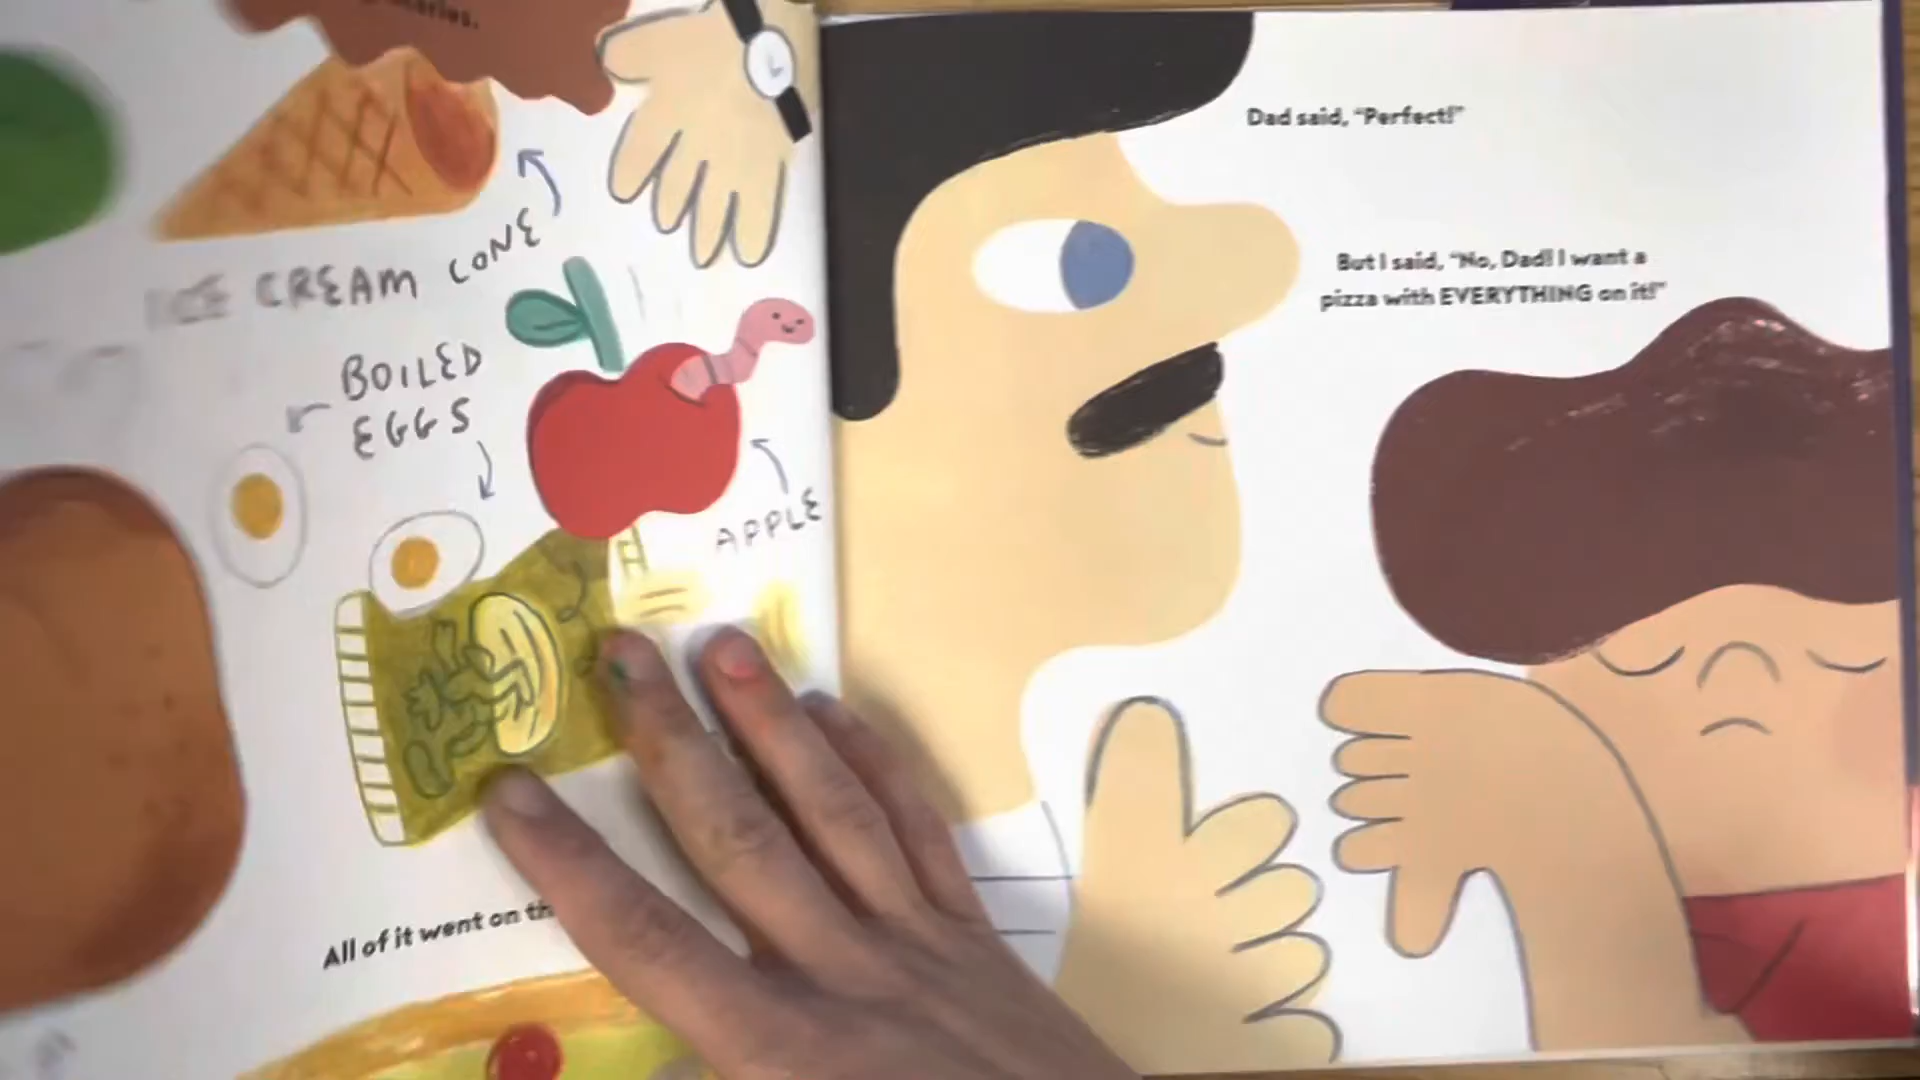 ICE CREAM CONE
BOILED
EGGS
APPLE
All of it went on
Dad said, “Perfect!”
But I said, “No, Dad! I want a
pizza with EVERYTHING on it!”